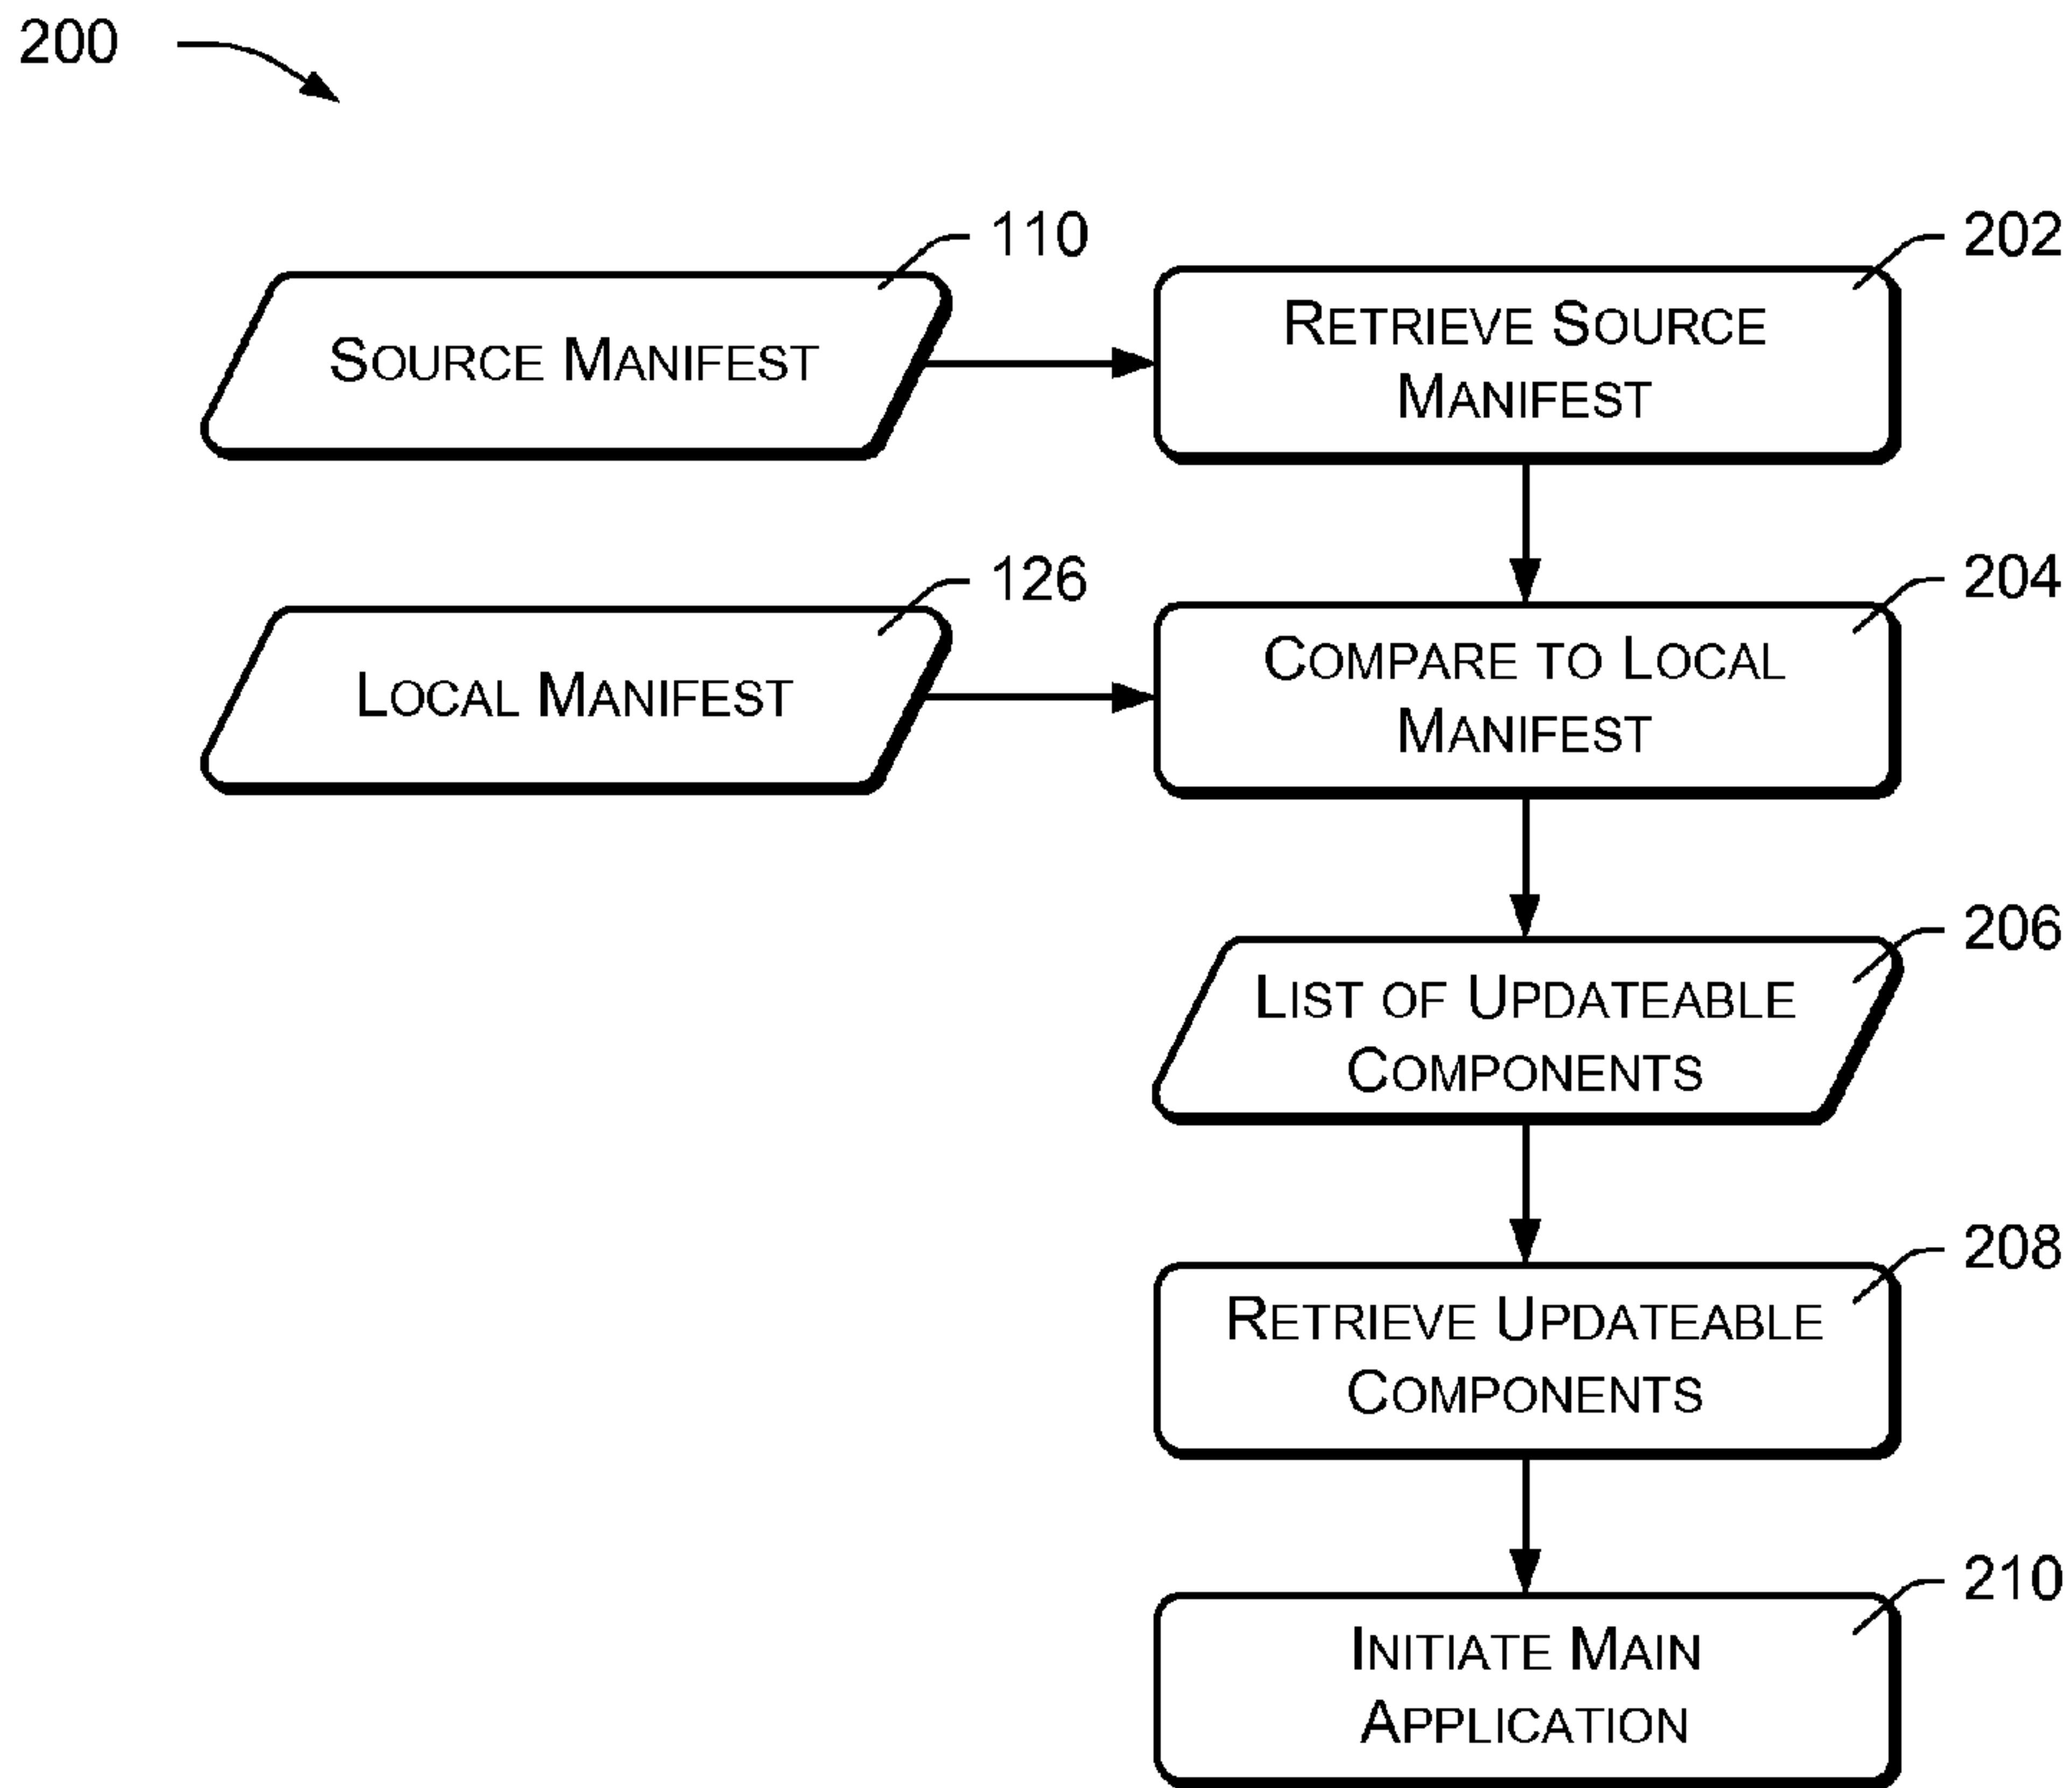 200
110
202
SOURCE MANIFEST
RETRIEVE SOURCE
MANIFEST
126
204
LOCAL MANIFEST
COMPARE TO LOCAL
MANIFEST
206
LIST OF UPDATEABLE
COMPONENTS
208
RETRIEVE UPDATEABLE
COMPONENTS
210
INITIATE MAIN
APPLICATION